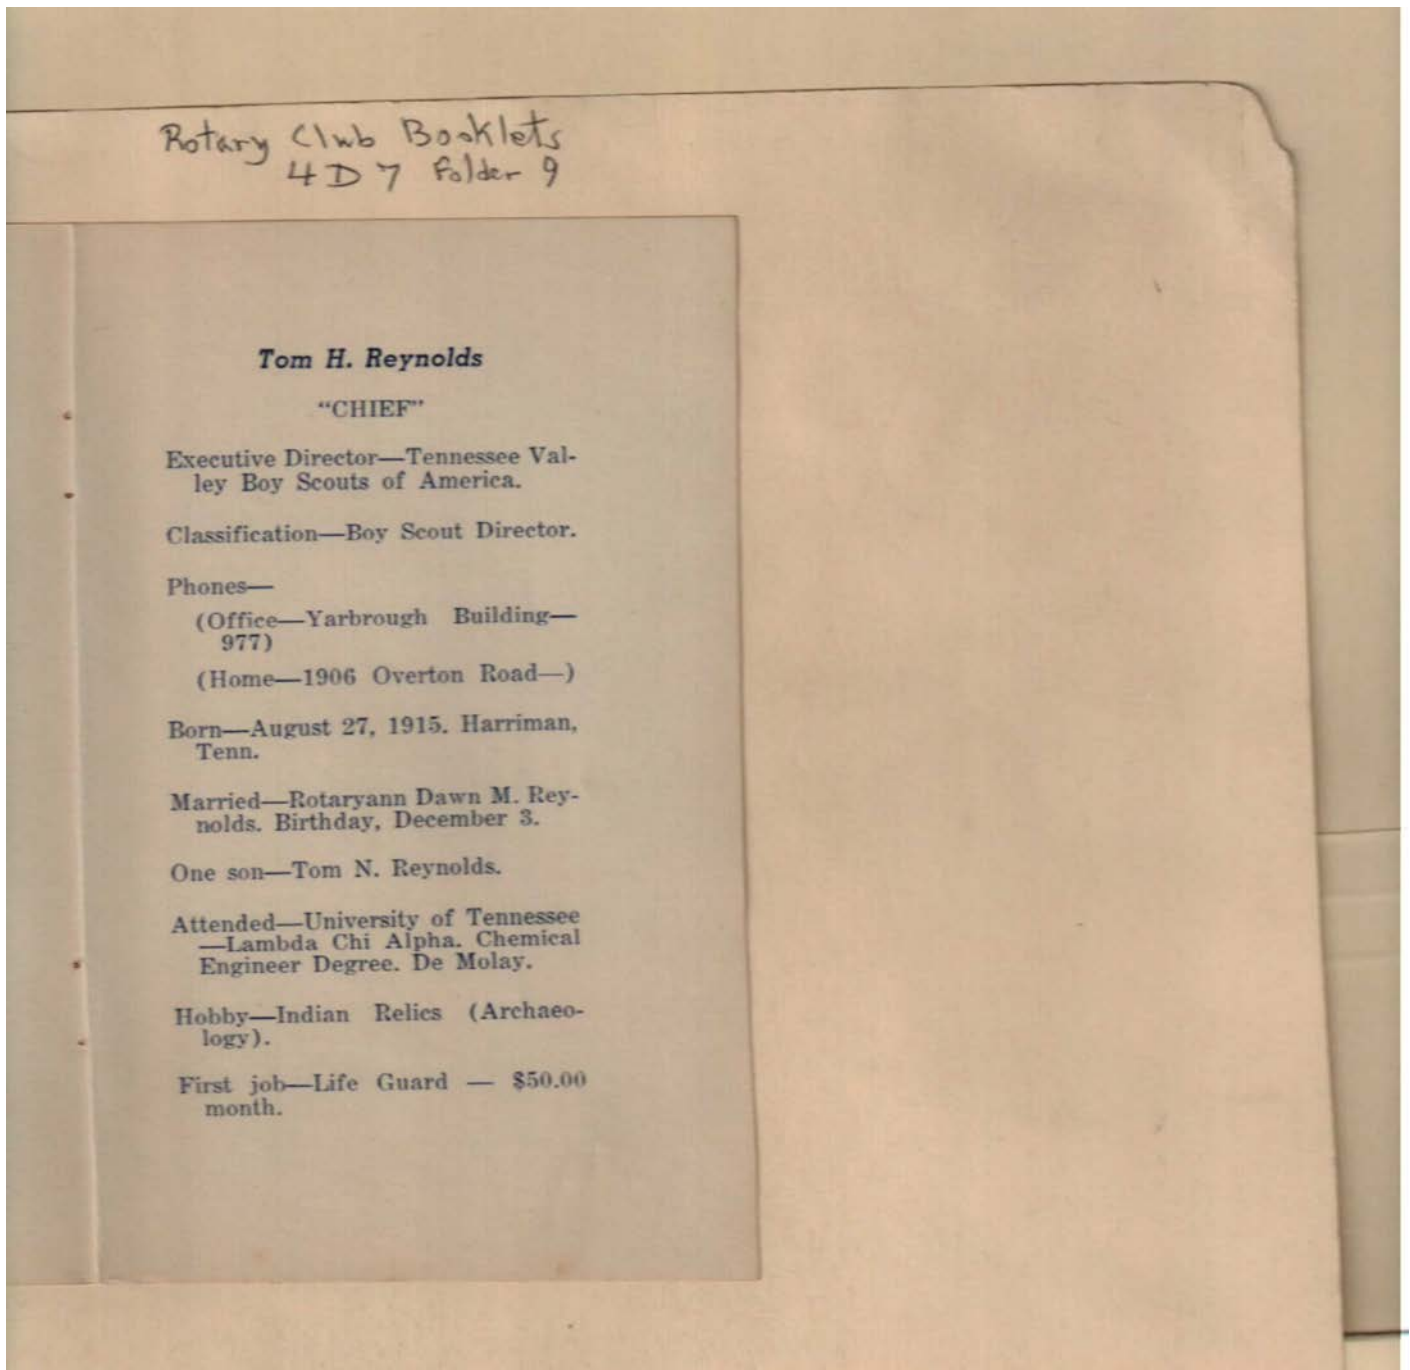 Rotary Club Booklets
4D7 Folder 9
Tom H. Reynolds
"CHIEF"
Executive Director—Tennessee Val-
ley Boy Scouts of America.
Classification—Boy Scout Director.
Phones—
(Office—Yarbrough Building—
977)
(Home—1906 Overton Road—)
Born—August 27, 1915. Harriman,
Tenn.
Married—Rotaryann Dawn M. Rey-
nolds. Birthday, December 3.
One son—Tom N. Reynolds.
Attended—University of Tennessee
—Lambda Chi Alpha. Chemical
Engineer Degree. De Molay.
Hobby—Indian Relics (Archaeo-
logy).
First job—Life Guard — $50.00
month.